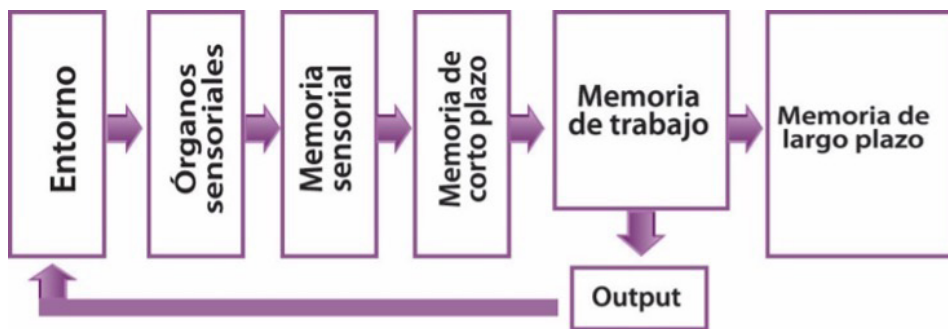 Entorno
Órganos
sensoriales
Memoria
sensorial
Memoria de
corto plazo
Memoria
de trabajo
Memoria de
largo plazo
Output